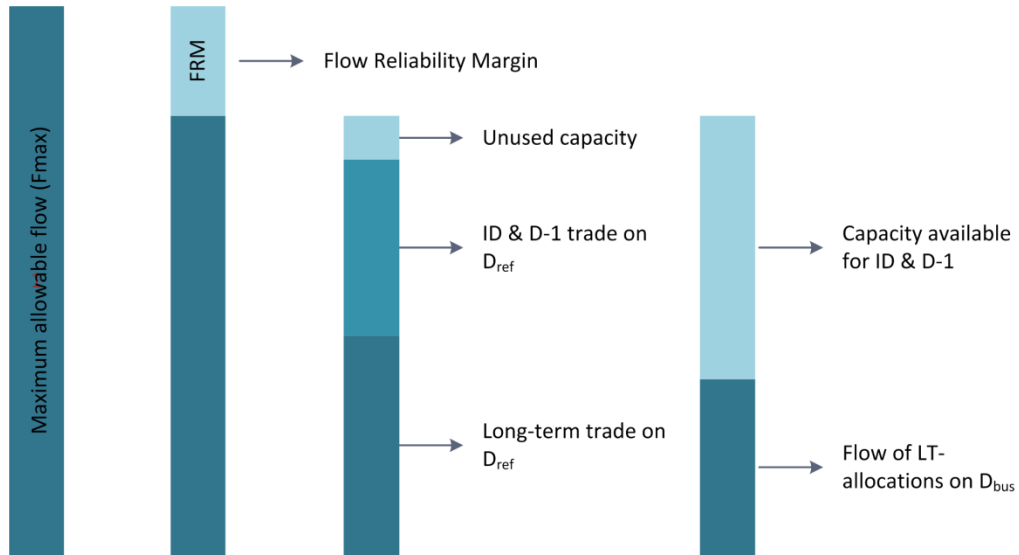 Maximum allowable flow (Fmax)
FRM
Flow Reliability Margin
Unused capacity
ID & D-1 trade on
Dref
Long-term trade on
Dref
Capacity available
for ID & D-1
Flow of LT-
allocations on Dbus